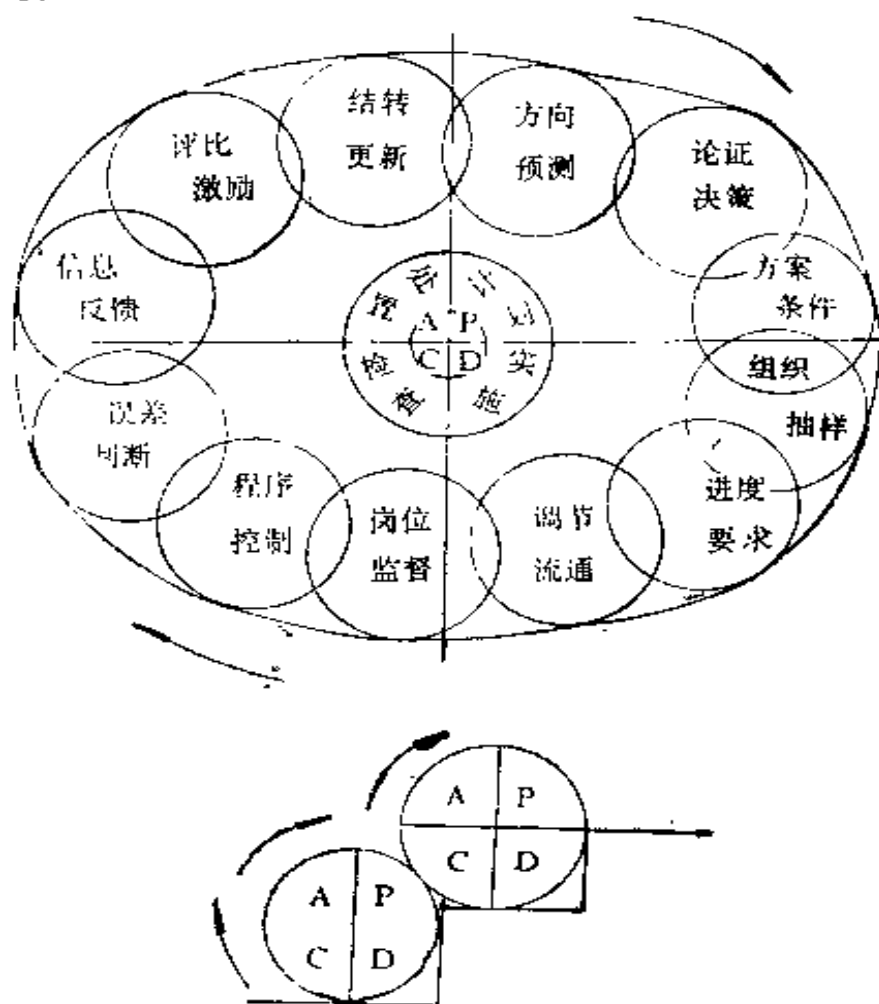 结转
更新
方向
预测
论证
决策
方案
条件
组织
抽样
进度
要求
调节
流通
岗位
监督
程序
控制
误差
判断
信息
反馈
评比
激励
计划
实施
检查
A P
C D
A P
C D
A P
C D